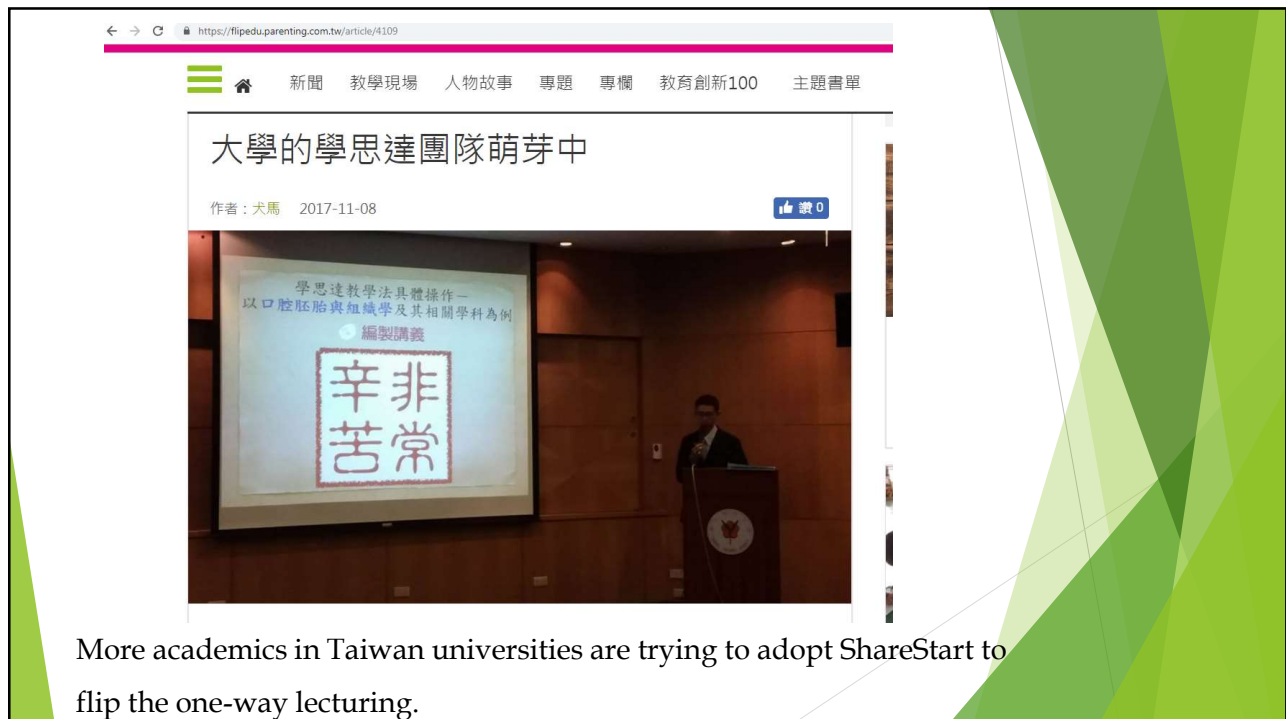 https://flipedu.parenting.com.tw/article/4109
新聞 教學現場 人物故事 專題 專欄 教育創新100 主題書單
大學的學思達團隊萌芽中
作者：犬馬 2017-11-08
讚 0
學思達教學法具體操作—
以口腔胚胎與組織學及其相關學科為例
編製講義
非常
辛苦
More academics in Taiwan universities are trying to adopt ShareStart to
flip the one-way lecturing.